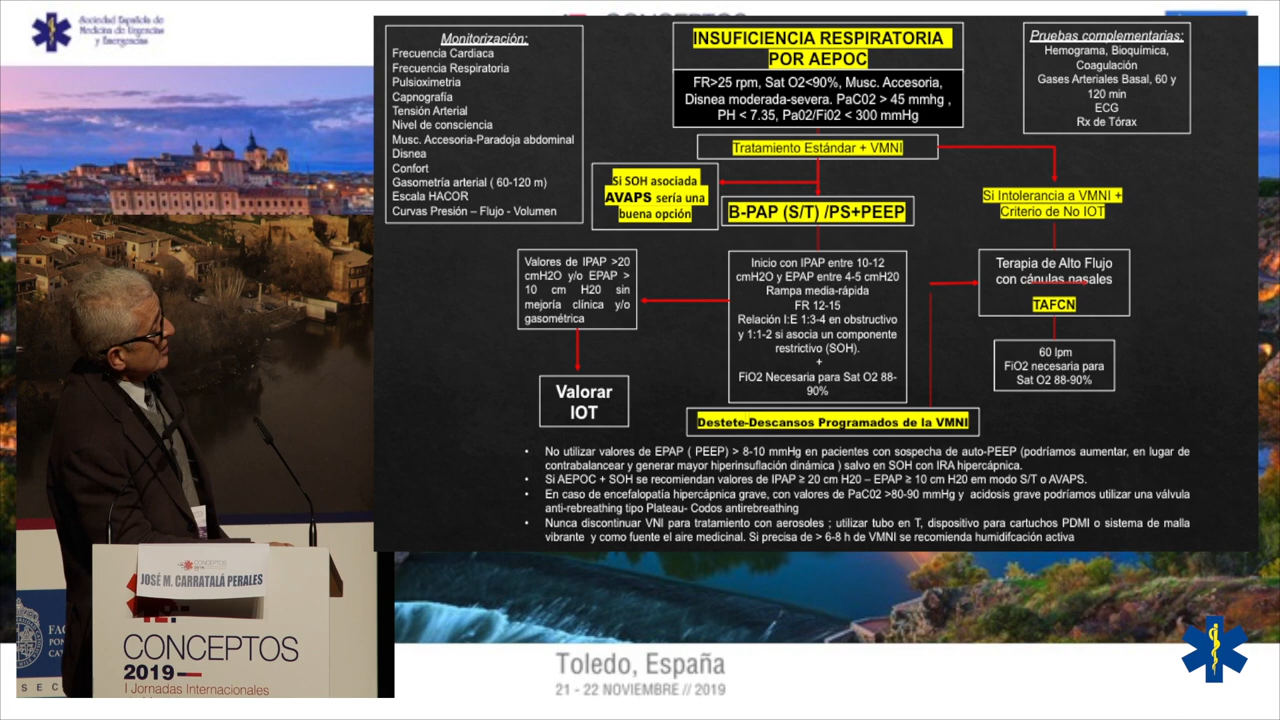 Sociedad Española de
Medicina de Urgencias
y Emergencias
CONCEPTOS
Monitorización:
Frecuencia Cardiaca
Frecuencia Respiratoria
Pulsioximetria
Capnografía
Tensión Arterial
Nivel de consciencia
Musc. Accesoria-Paradoja abdominal
Disnea
Confort
Gasometría arterial ( 60-120 m)
Escala HACOR
Curvas Presión – Flujo - Volumen
INSUFICIENCIA RESPIRATORIA
POR AEPOC
FR>25 rpm, Sat O2<90%, Musc. Accesoria,
Disnea moderada-severa. PaC02 > 45 mmhg ,
PH < 7.35, Pa02/Fi02 < 300 mmHg
Pruebas complementarias:
Hemograma, Bioquímica,
Coagulación
Gases Arteriales Basal, 60 y
120 min
ECG
Rx de Tórax
Tratamiento Estándar + VMNI
Si SOH asociada
AVAPS sería una
buena opción
B-PAP (S/T) /PS+PEEP
Si Intolerancia a VMNI +
Criterio de No IOT
Valores de IPAP >20
cmH2O y/o EPAP >
10 cm H20 sin
mejoría clínica y/o
gasométrica
Valorar
IOT
Inicio con IPAP entre 10-12
cmH2O y EPAP entre 4-5 cmH20
Rampa media-rápida
FR 12-15
Relación I:E 1:3-4 en obstructivo
y 1:1-2 si asocia un componente
restrictivo (SOH).
+
FiO2 Necesaria para Sat O2 88-
90%
Terapia de Alto Flujo
con cánulas nasales
TAFCN
60 lpm
FiO2 necesaria para
Sat O2 88-90%
Destete-Descansos Programados de la VMNI
• No utilizar valores de EPAP ( PEEP) > 8-10 mmHg en pacientes con sospecha de auto-PEEP (podríamos aumentar, en lugar de
contrabalancear y generar mayor hiperinsuflación dinámica ) salvo en SOH con IRA hipercápnica.
• Si AEPOC + SOH se recomiendan valores de IPAP ≥ 20 cm H20 – EPAP ≥ 10 cm H20 em modo S/T o AVAPS.
• En caso de encefalopatía hipercápnica grave, con valores de PaC02 >80-90 mmHg y acidosis grave podríamos utilizar una válvula
anti-rebreathing tipo Plateau- Codos antirebreathing
• Nunca discontinuar VNI para tratamiento con aerosoles ; utilizar tubo en T, dispositivo para cartuchos PDMI o sistema de malla
vibrante y como fuente el aire medicinal. Si precisa de > 6-8 h de VMNI se recomienda humidifcación activa
JOSÉ M. CARRATALÁ PERALES
CONCEPTOS
2019
I Jornadas Internacionales
Toledo, España
21 - 22 NOVIEMBRE // 2019